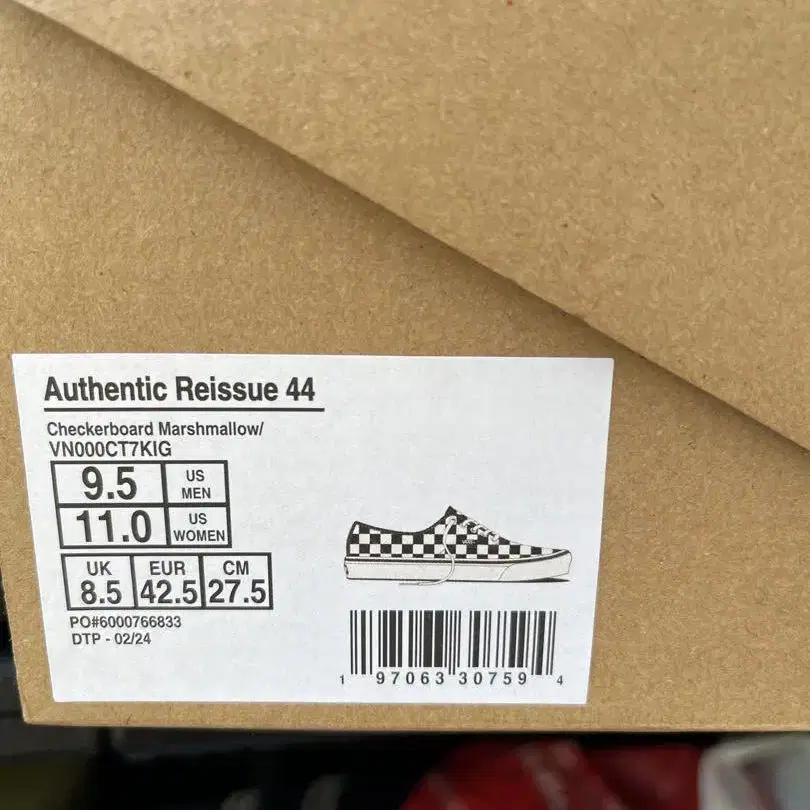 Authentic Reissue 44
Checkerboard Marshmallow/
VN000CT7KIG
9.5 US MEN
11.0 US WOMEN
UK EUR CM
8.5 42.5 27.5
PO#6000766833
DTP - 02/24
1 97063 30759 4